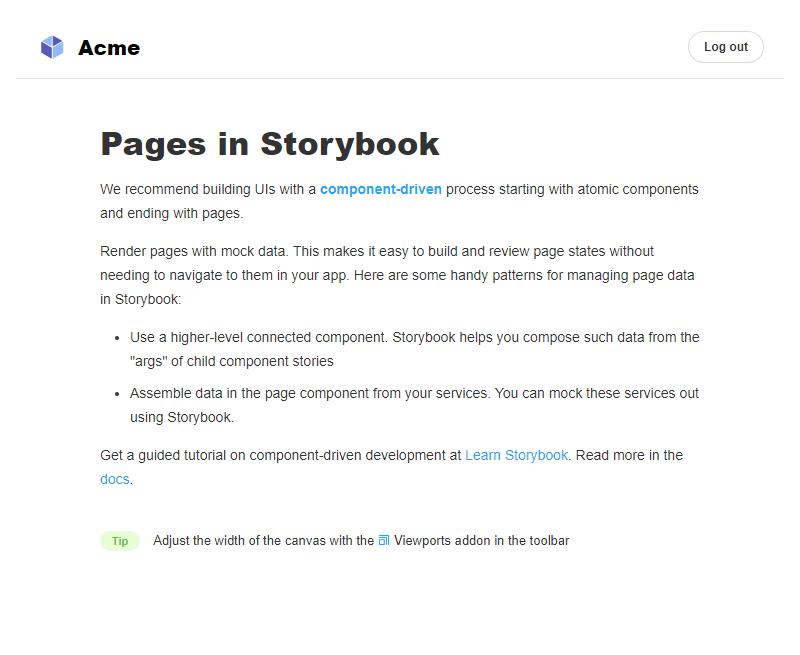 Acme
Log out
Pages in Storybook
We recommend building UIs with a component-driven process starting with atomic components
and ending with pages.
Render pages with mock data. This makes it easy to build and review page states without
needing to navigate to them in your app. Here are some handy patterns for managing page data
in Storybook:
• Use a higher-level connected component. Storybook helps you compose such data from the
"args" of child component stories
• Assemble data in the page component from your services. You can mock these services out
using Storybook.
Get a guided tutorial on component-driven development at Learn Storybook. Read more in the
docs.
Tip Adjust the width of the canvas with the Viewports addon in the toolbar